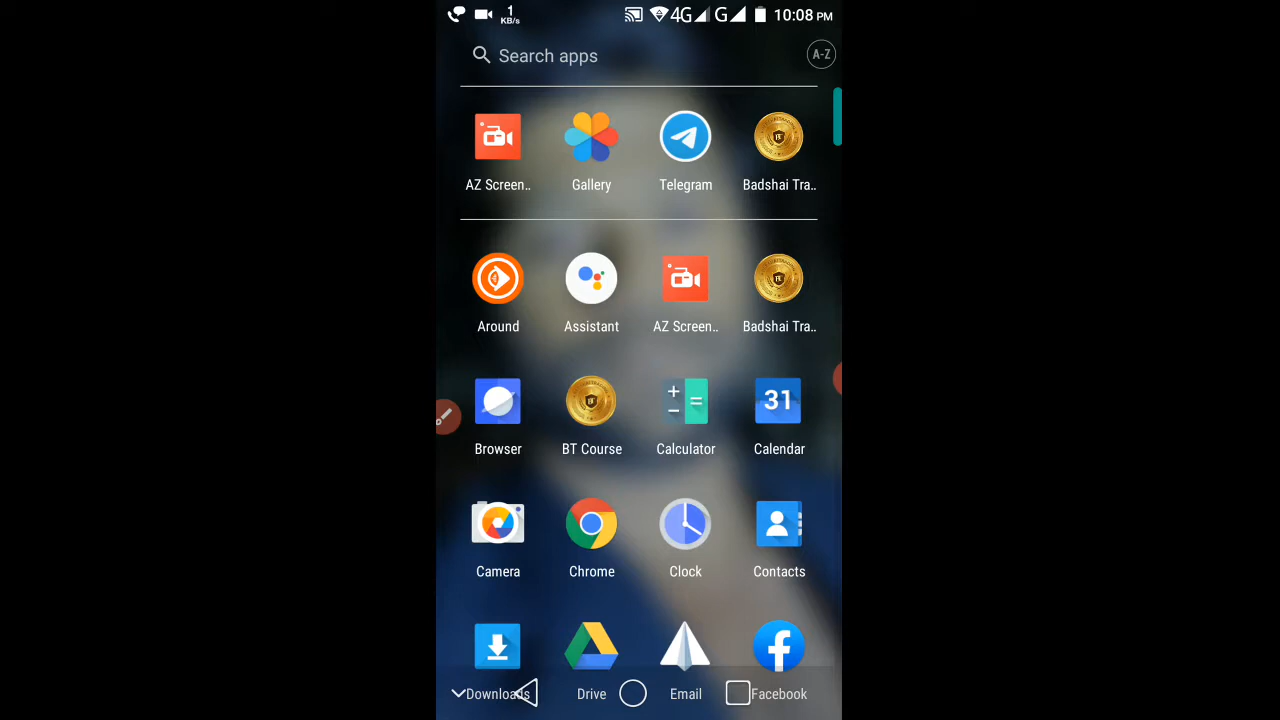 1
KB/s
4G
G
10:08 PM
Search apps
A-Z
AZ Screen..
Gallery
Telegram
Badshai Tra..
Around
Assistant
AZ Screen..
Badshai Tra..
31
Browser
BT Course
Calculator
Calendar
Camera
Chrome
Clock
Contacts
Downloads
Drive
Email
Facebook